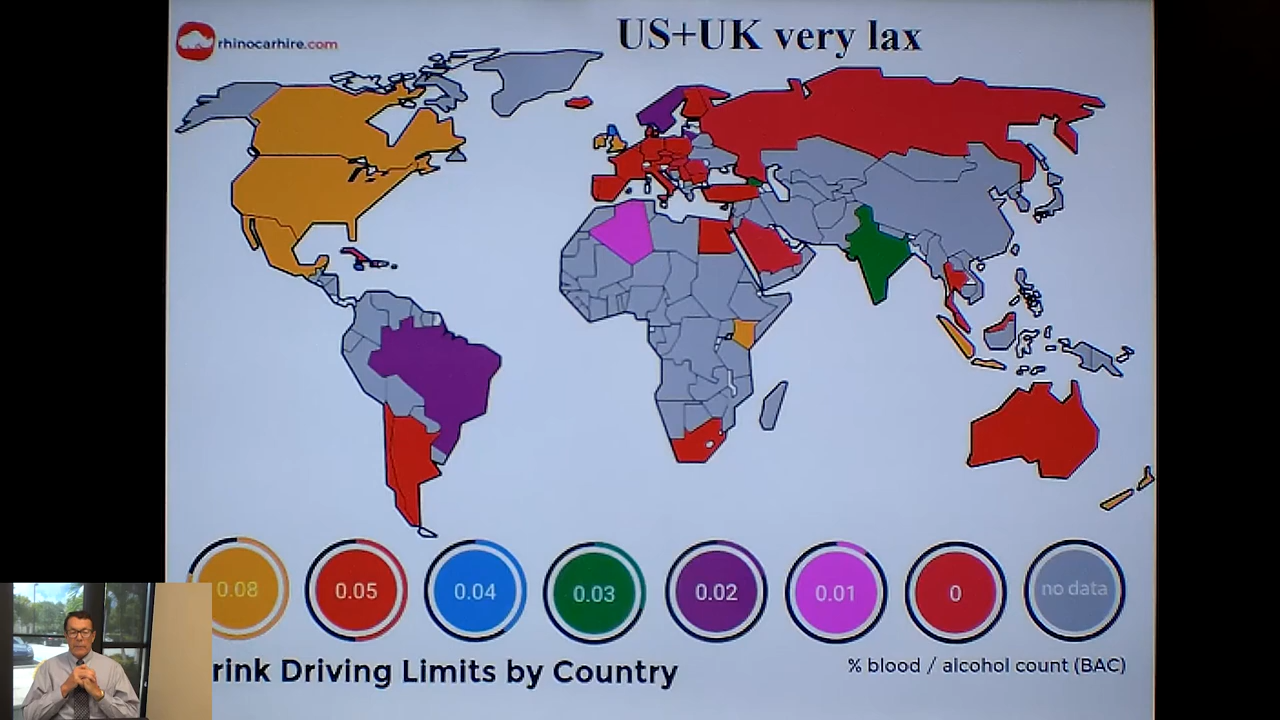 rhinocarhire.com
US+UK very lax
0.08
0.05
0.04
0.03
0.02
0.01
0
no data
rink Driving Limits by Country
% blood / alcohol count (BAC)